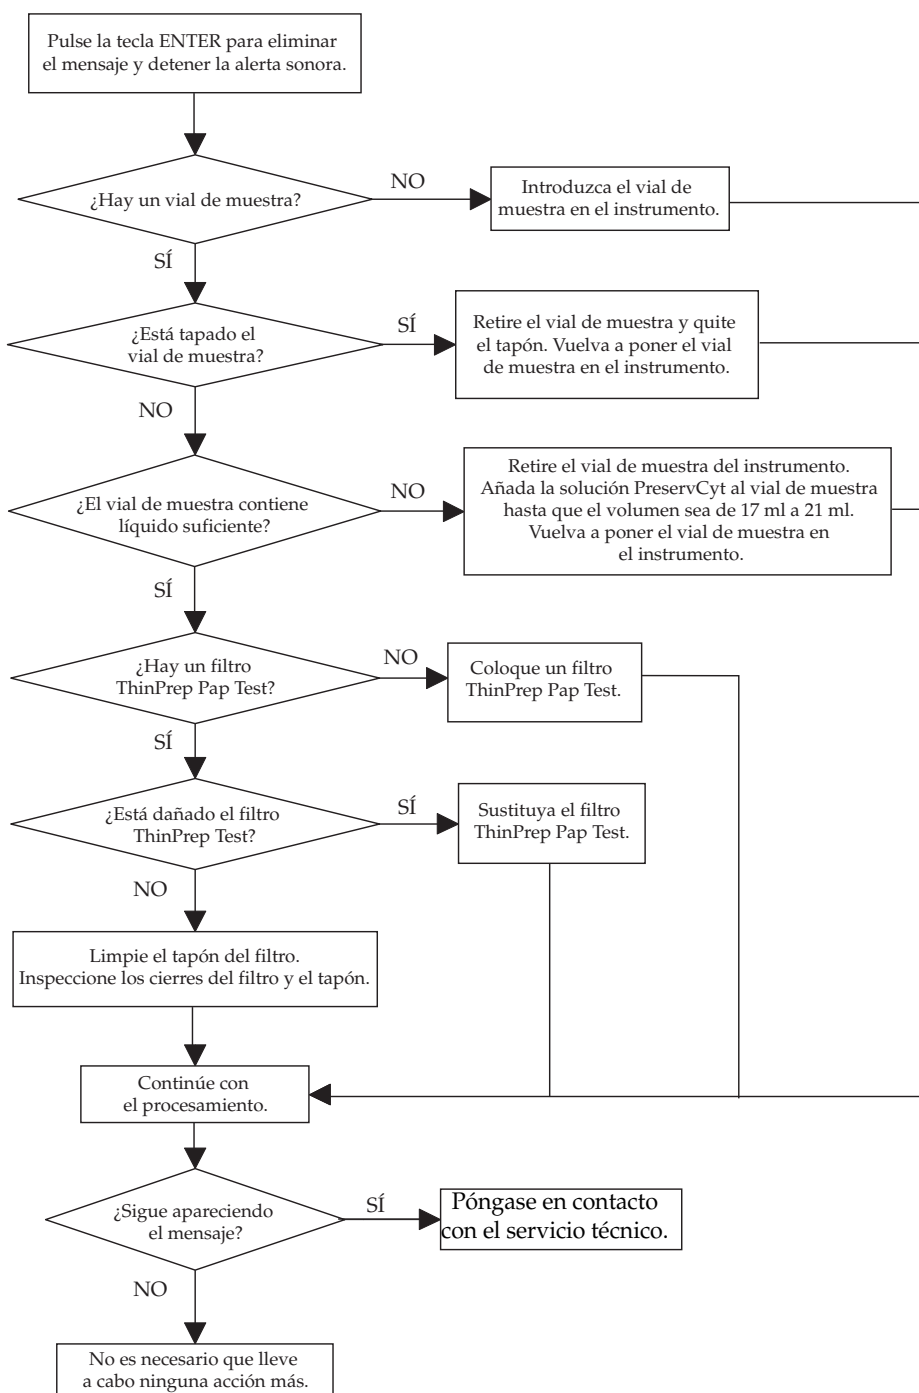 Pulse la tecla ENTER para eliminar
el mensaje y detener la alerta sonora.
¿Hay un vial de muestra?
NO
Introduzca el vial de
muestra en el instrumento.
SÍ
¿Está tapado el
vial de muestra?
SÍ
Retire el vial de muestra y quite
el tapón. Vuelva a poner el vial
de muestra en el instrumento.
NO
¿El vial de muestra contiene
líquido suficiente?
NO
Retire el vial de muestra del instrumento.
Añada la solución PreservCyt al vial de muestra
hasta que el volumen sea de 17 ml a 21 ml.
Vuelva a poner el vial de muestra en
el instrumento.
SÍ
¿Hay un filtro
ThinPrep Pap Test?
NO
Coloque un filtro
ThinPrep Pap Test.
SÍ
¿Está dañado el filtro
ThinPrep Test?
SÍ
Sustituya el filtro
ThinPrep Pap Test.
NO
Limpie el tapón del filtro.
Inspeccione los cierres del filtro y el tapón.
Continúe con
el procesamiento.
¿Sigue apareciendo
el mensaje?
SÍ
Póngase en contacto
con el servicio técnico.
NO
No es necesario que lleve
a cabo ninguna acción más.